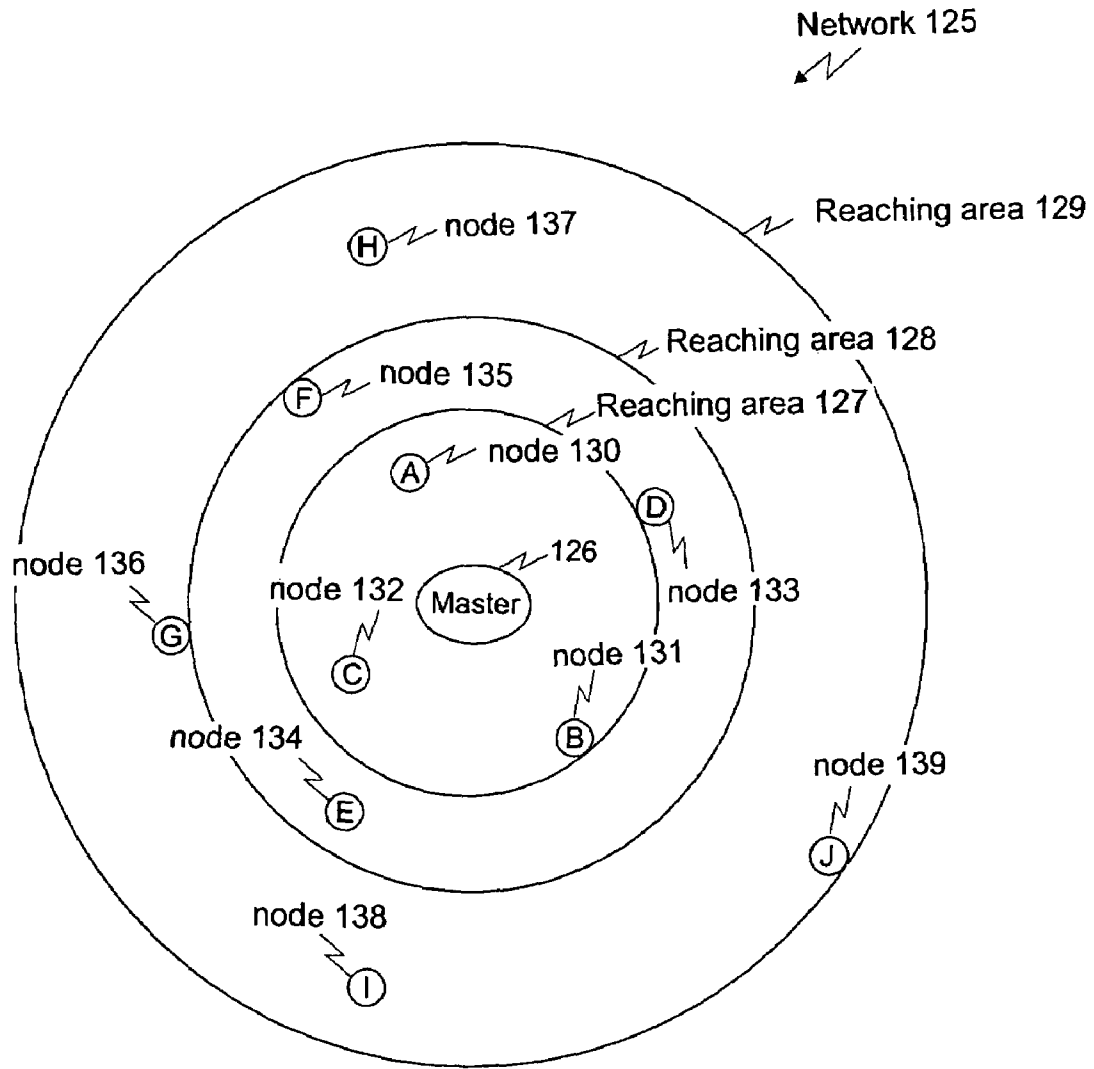 Network 125
Reaching area 129
H
node 137
Reaching area 128
F
node 135
Reaching area 127
A
node 130
D
node 136
126
node 132
Master
node 133
G
C
node 131
node 134
B
node 139
E
J
node 138
I